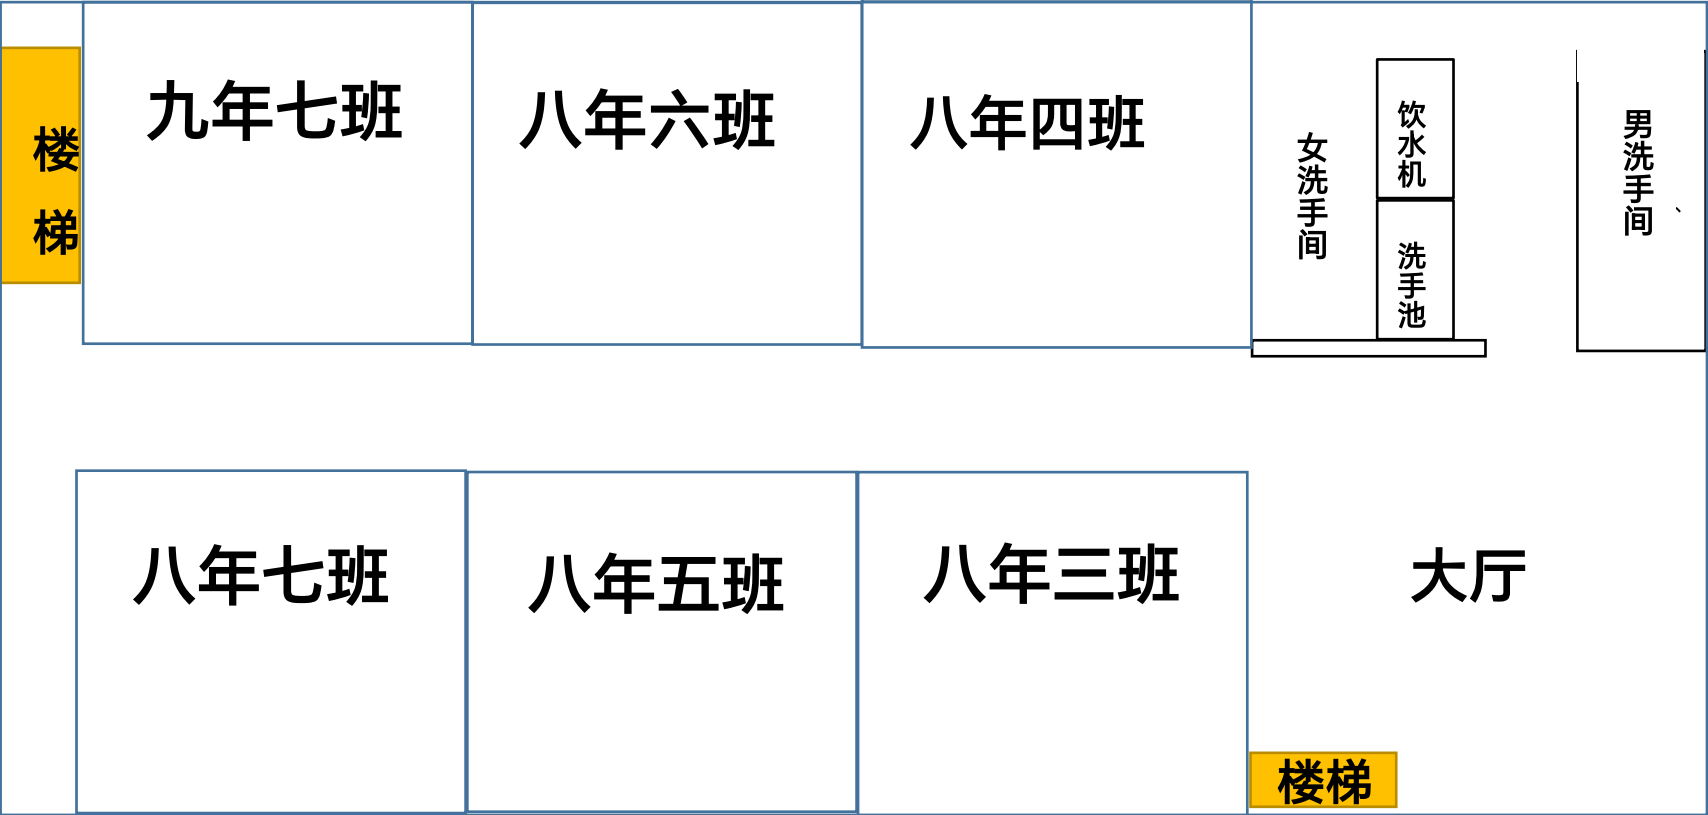 楼梯
九年七班
八年六班
八年四班
女洗手间
饮水机
洗手池
男洗手间
、
八年七班
八年五班
八年三班
大厅
楼梯